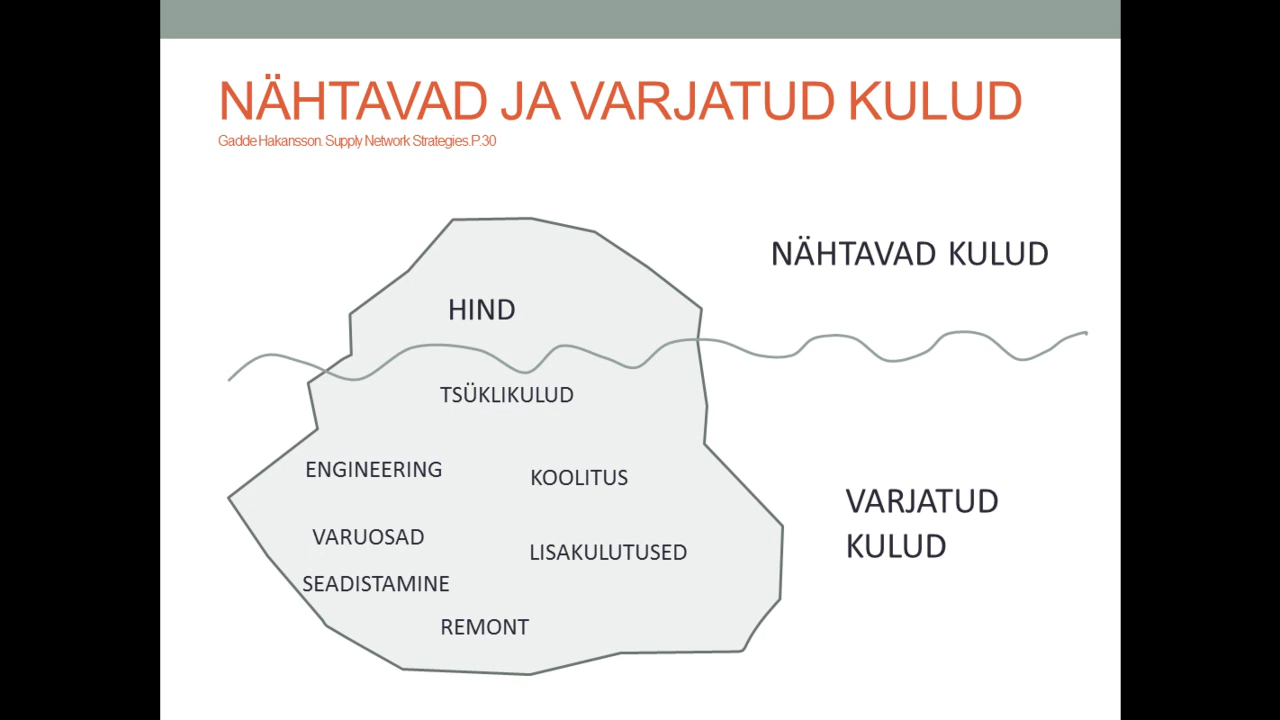 NÄHTAVAD JA VARJATUD KULUD
Gadde Hakansson. Supply Network Strategies.P.30
NÄHTAVAD KULUD
HIND
TSÜKLIKULUD
ENGINEERING
KOOLITUS
VARJATUD
KULUD
VARUOSAD
LISAKULUTUSED
SEADISTAMINE
REMONT